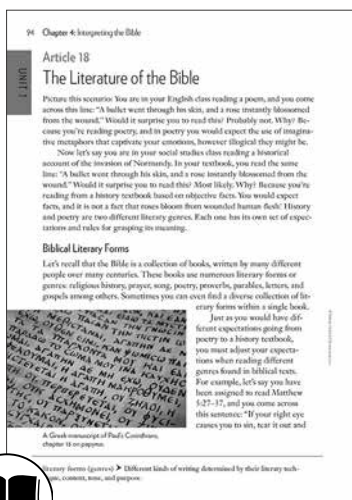 94 Chapter 4: Interpreting the Bible
UNIT 1
Article 18
The Literature of the Bible
Picture this scenario: You are in your English class reading a poem, and you come
across this line: "A bullet went through his skin, and a rose instantly blossomed
from the wound." Would it surprise you to read this? Probably not. Why? Be-
cause you're reading poetry, and in poetry you would expect the use of imagina-
tive metaphors that captivate your emotions, however illogical they might be.
Now let's say you are in your social studies class reading a historical
account of the invasion of Normandy. In your textbook, you read the same
line: "A bullet went through his skin, and a rose instantly blossomed from the
wound." Would it surprise you to read this? Most likely. Why? Because you're
reading from a history textbook based on objective facts. You would expect
facts, and it is not a fact that roses bloom from wounded human flesh! History
and poetry are two different literary genres. Each one has its own set of expec-
tations and rules for grasping its meaning.
Biblical Literary Forms
Let's recall that the Bible is a collection of books, written by many different
people over many centuries. These books use numerous literary forms or
genres: religious history, prayer, song, poetry, proverbs, parables, letters, and
gospels among others. Sometimes you can even find a diverse collection of lit-
erary forms within a single book.
Just as you would have dif-
ferent expectations going from
poetry to a history textbook,
you must adjust your expecta-
tions when reading different
genres found in biblical texts.
For example, let's say you have
been assigned to read Matthew
5:27–37, and you come across
this sentence: "If your right eye
causes you to sin, tear it out and
A Greek manuscript of Paul's Corinthians,
chapter 13 on papyrus.
literary forms (genres) ➤ Different kinds of writing determined by their literary tech-
nique, content, tone, and purpose.